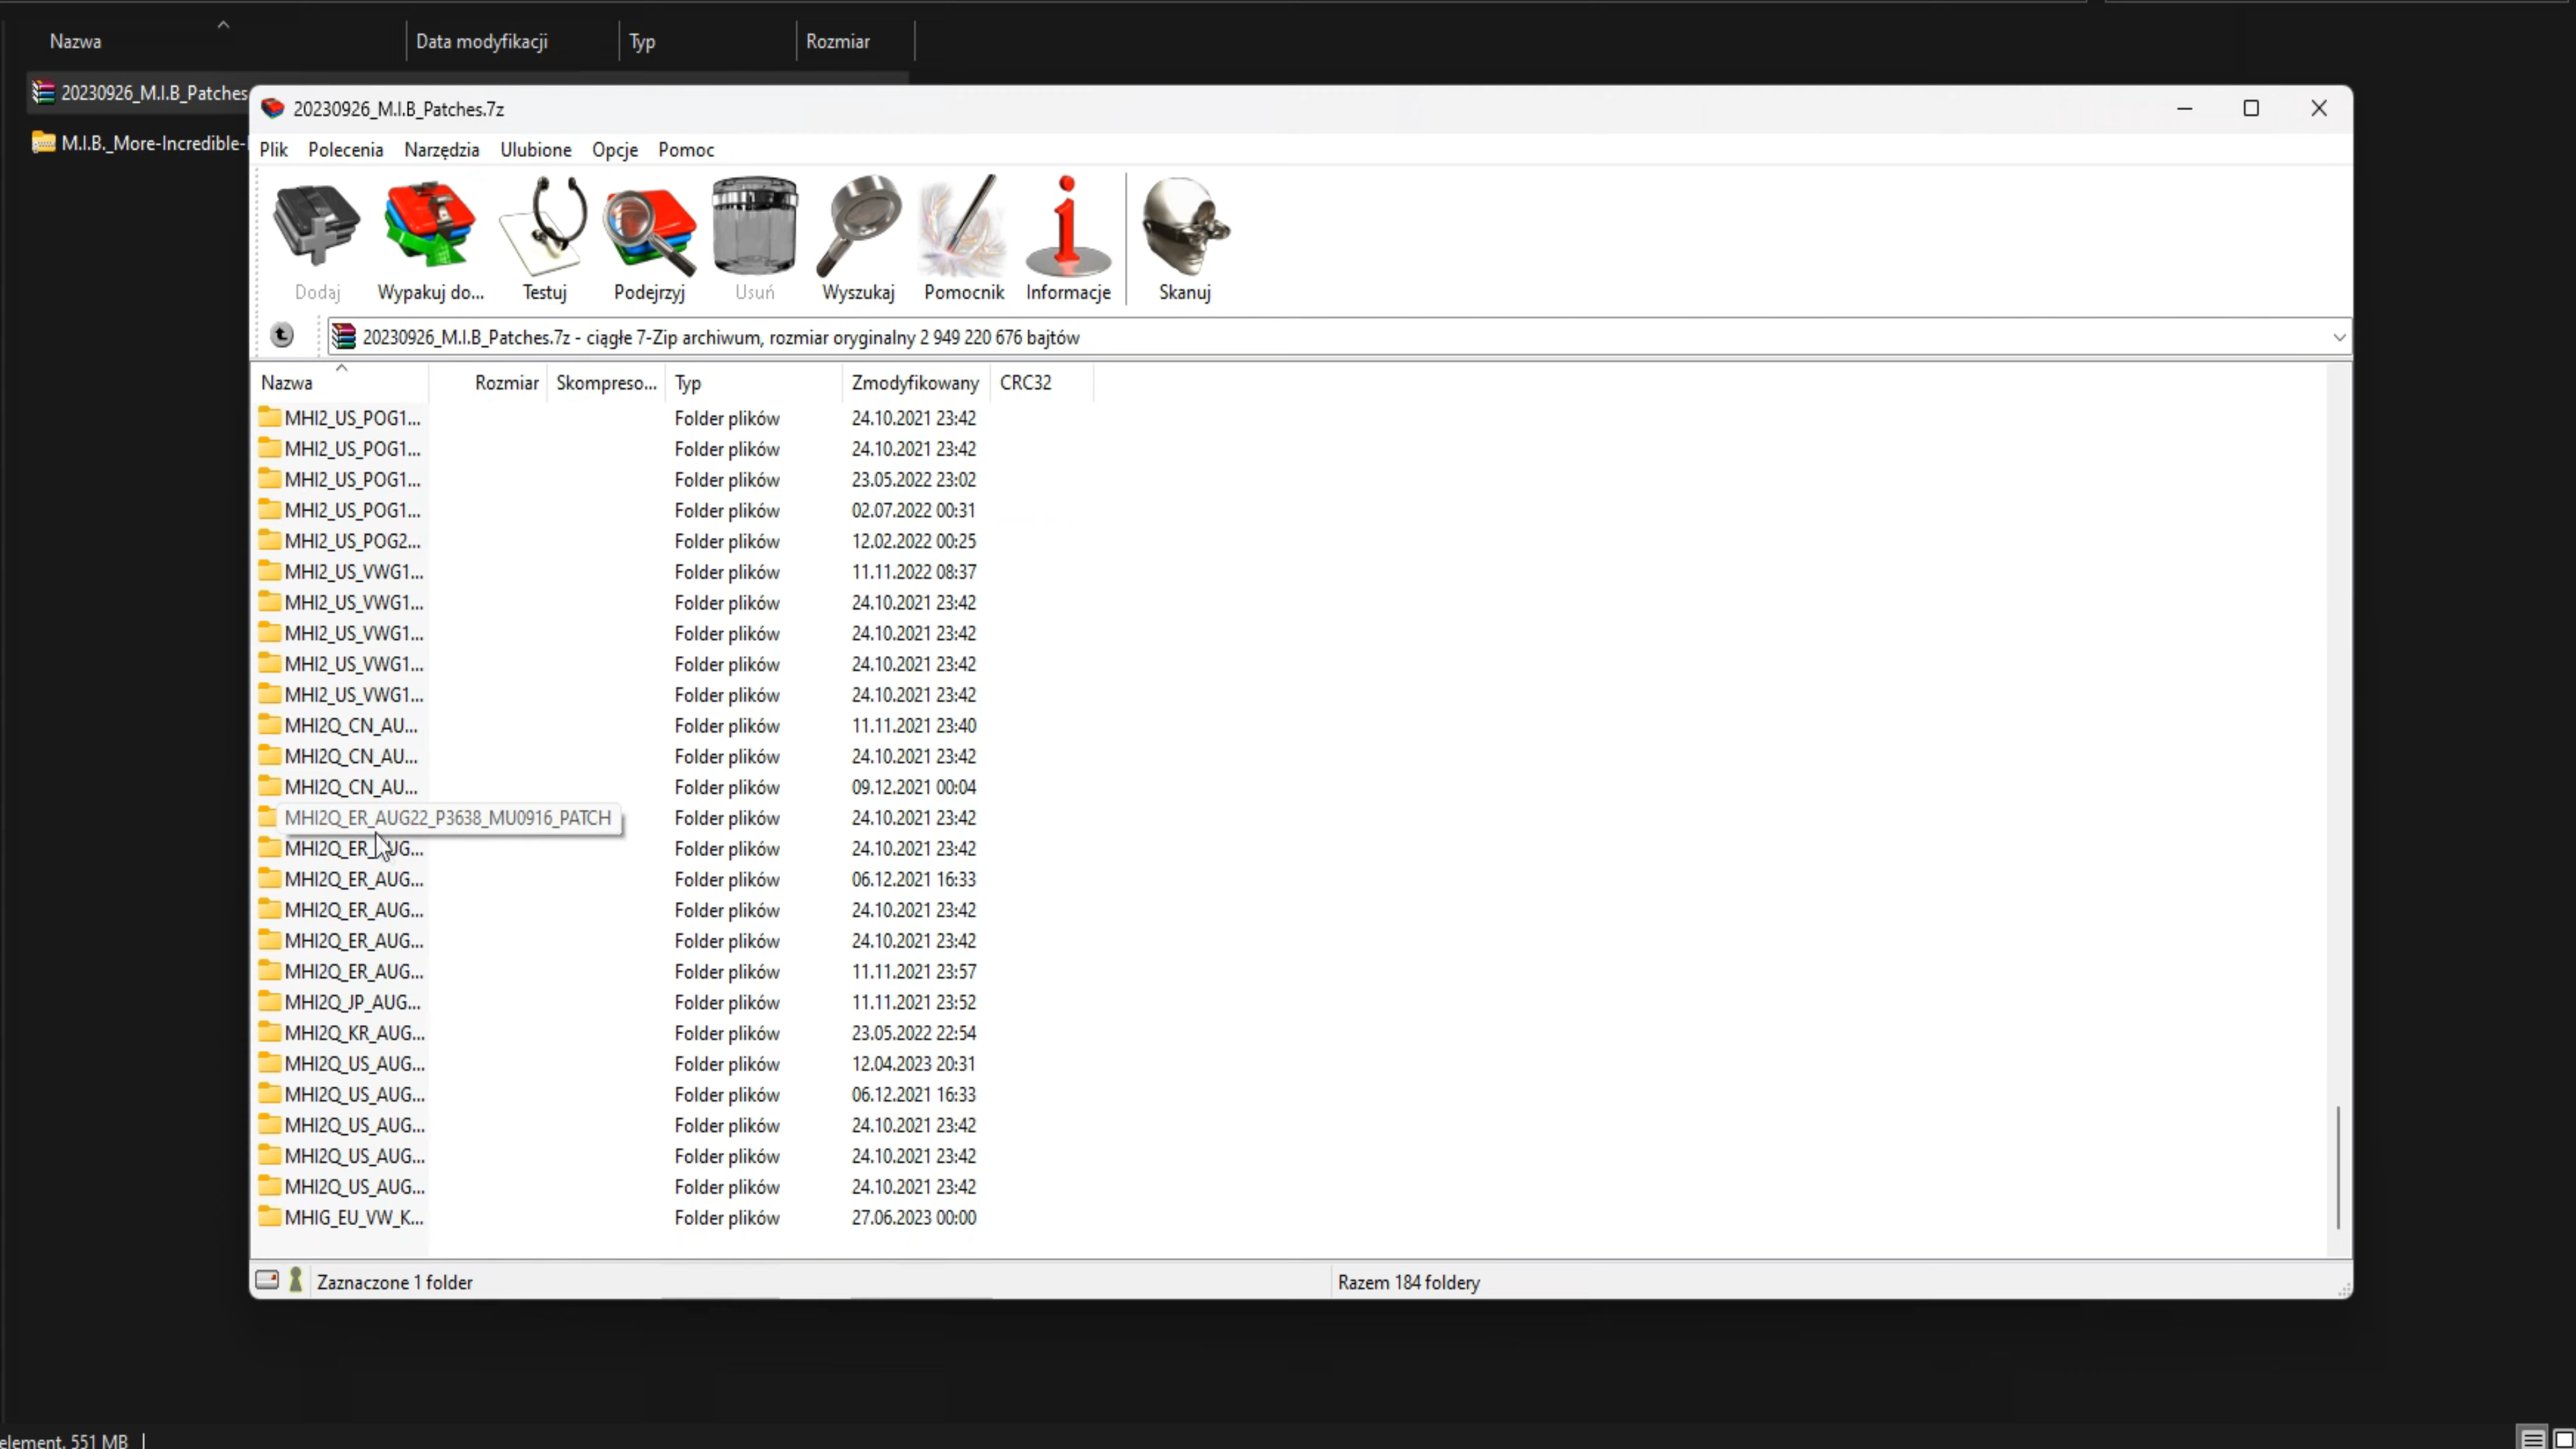 Nazwa Data modyfikacji Typ Rozmiar
20230926_M.I.B_Patches
M.I.B._More-Incredible-
20230926_M.I.B_Patches.7z
Plik Polecenia Narzędzia Ulubione Opcje Pomoc
Dodaj Wypakuj do... Testuj Podejrzyj Usuń Wyszukaj Pomocnik Informacje Skanuj
20230926_M.I.B_Patches.7z - ciągłe 7-Zip archiwum, rozmiar oryginalny 2 949 220 676 bajtów
Nazwa Rozmiar Skompreso... Typ Zmodyfikowany CRC32
MHI2_US_POG1... Folder plików 24.10.2021 23:42
MHI2_US_POG1... Folder plików 24.10.2021 23:42
MHI2_US_POG1... Folder plików 23.05.2022 23:02
MHI2_US_POG1... Folder plików 02.07.2022 00:31
MHI2_US_POG2... Folder plików 12.02.2022 00:25
MHI2_US_VWG1... Folder plików 11.11.2022 08:37
MHI2_US_VWG1... Folder plików 24.10.2021 23:42
MHI2_US_VWG1... Folder plików 24.10.2021 23:42
MHI2_US_VWG1... Folder plików 24.10.2021 23:42
MHI2_US_VWG1... Folder plików 24.10.2021 23:42
MHI2Q_CN_AU... Folder plików 11.11.2021 23:40
MHI2Q_CN_AU... Folder plików 24.10.2021 23:42
MHI2Q_CN_AU... Folder plików 09.12.2021 00:04
MHI2Q_ER_AUG22_P3638_MU0916_PATCH Folder plików 24.10.2021 23:42
MHI2Q_ER_AUG... Folder plików 24.10.2021 23:42
MHI2Q_ER_AUG... Folder plików 06.12.2021 16:33
MHI2Q_ER_AUG... Folder plików 24.10.2021 23:42
MHI2Q_ER_AUG... Folder plików 24.10.2021 23:42
MHI2Q_ER_AUG... Folder plików 11.11.2021 23:57
MHI2Q_JP_AUG... Folder plików 11.11.2021 23:52
MHI2Q_KR_AUG... Folder plików 23.05.2022 22:54
MHI2Q_US_AUG... Folder plików 12.04.2023 20:31
MHI2Q_US_AUG... Folder plików 06.12.2021 16:33
MHI2Q_US_AUG... Folder plików 24.10.2021 23:42
MHI2Q_US_AUG... Folder plików 24.10.2021 23:42
MHI2Q_US_AUG... Folder plików 24.10.2021 23:42
MHIG_EU_VW_K... Folder plików 27.06.2023 00:00
Zaznaczone 1 folder Razem 184 foldery
element, 551 MB